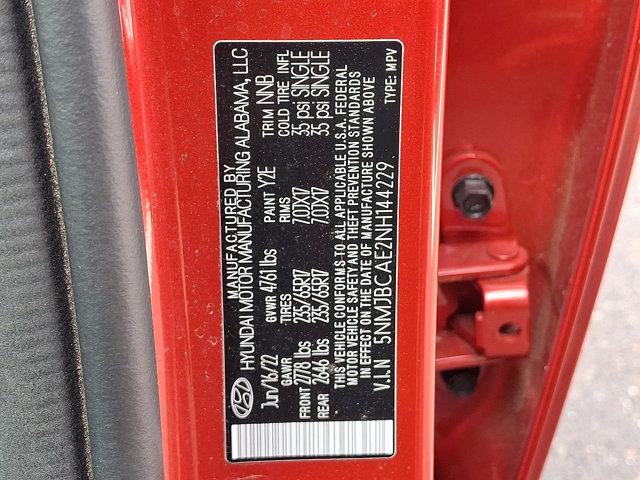 MANUFACTURED BY
HYUNDAI MOTOR MANUFACTURING ALABAMA, LLC
Jun/16/22 GVWR 4761 lbs PAINT Y2E TRIM NNB
GAWR TIRES RIMS COLD TIRE INFL
FRONT 2778 lbs 235/65R17 7.0JX17 35 psi SINGLE
REAR 2646 lbs 235/65R17 7.0JX17 35 psi SINGLE
THIS VEHICLE CONFORMS TO ALL APPLICABLE U.S.A. FEDERAL
MOTOR VEHICLE SAFETY AND THEFT PREVENTION STANDARDS
IN EFFECT ON THE DATE OF MANUFACTURE SHOWN ABOVE
V.I.N 5NMJBCAE2NH144229 TYPE: MPV